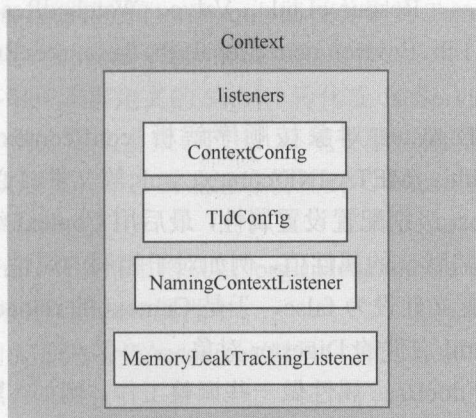 Context
listeners
ContextConfig
TldConfig
NamingContextListener
MemoryLeakTrackingListener